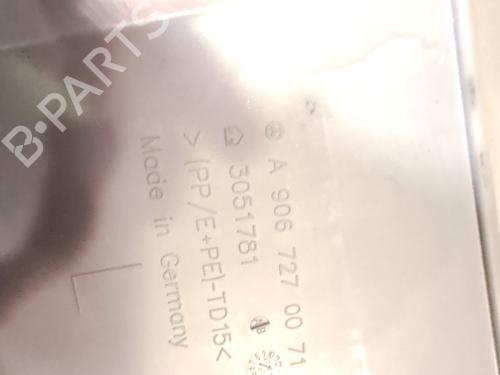 B-PARTS
A 906 727 00 71
3051781
>(PP/E+PE)-TD15<
Made in Germany